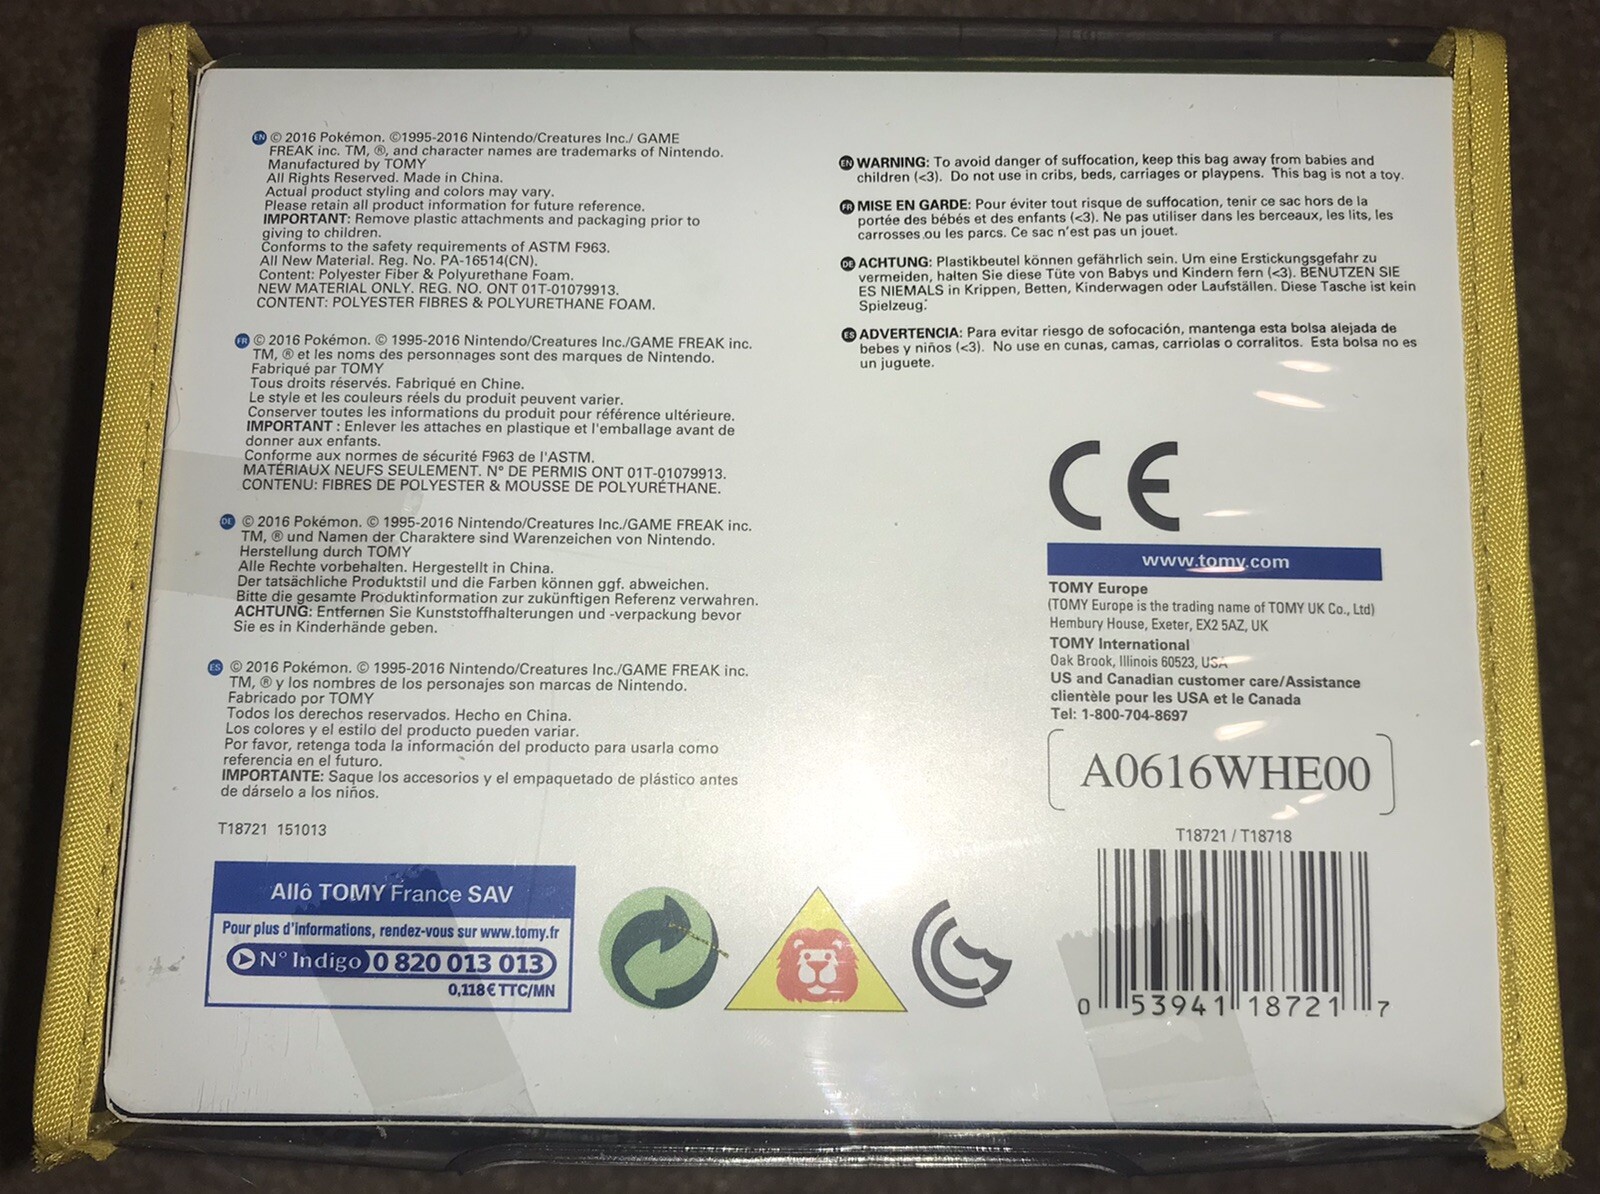 EN © 2016 Pokémon. ©1995-2016 Nintendo/Creatures Inc./ GAME
FREAK inc. TM, ®, and character names are trademarks of Nintendo.
Manufactured by TOMY
All Rights Reserved. Made in China.
Actual product styling and colors may vary.
Please retain all product information for future reference.
IMPORTANT: Remove plastic attachments and packaging prior to
giving to children.
Conforms to the safety requirements of ASTM F963.
All New Material. Reg. No. PA-16514(CN).
Content: Polyester Fiber & Polyurethane Foam.
NEW MATERIAL ONLY. REG. NO. ONT 01T-01079913.
CONTENT: POLYESTER FIBRES & POLYURETHANE FOAM.
FR © 2016 Pokémon. © 1995-2016 Nintendo/Creatures Inc./GAME FREAK inc.
TM, ® et les noms des personnages sont des marques de Nintendo.
Fabriqué par TOMY
Tous droits réservés. Fabriqué en Chine.
Le style et les couleurs réels du produit peuvent varier.
Conserver toutes les informations du produit pour référence ultérieure.
IMPORTANT : Enlever les attaches en plastique et l'emballage avant de
donner aux enfants.
Conforme aux normes de sécurité F963 de l'ASTM.
MATÉRIAUX NEUFS SEULEMENT. N° DE PERMIS ONT 01T-01079913.
CONTENU: FIBRES DE POLYESTER & MOUSSE DE POLYURÉTHANE.
DE © 2016 Pokémon. © 1995-2016 Nintendo/Creatures Inc./GAME FREAK inc.
TM, ® und Namen der Charaktere sind Warenzeichen von Nintendo.
Herstellung durch TOMY
Alle Rechte vorbehalten. Hergestellt in China.
Der tatsächliche Produktstil und die Farben können ggf. abweichen.
Bitte die gesamte Produktinformation zur zukünftigen Referenz verwahren.
ACHTUNG: Entfernen Sie Kunststoffhalterungen und -verpackung bevor
Sie es in Kinderhände geben.
ES © 2016 Pokémon. © 1995-2016 Nintendo/Creatures Inc./GAME FREAK inc.
TM, ® y los nombres de los personajes son marcas de Nintendo.
Fabricado por TOMY
Todos los derechos reservados. Hecho en China.
Los colores y el estilo del producto pueden variar.
Por favor, retenga toda la información del producto para usarla como
referencia en el futuro.
IMPORTANTE: Saque los accesorios y el empaquetado de plástico antes
de dárselo a los niños.
T18721 151013
Allô TOMY France SAV
Pour plus d'informations, rendez-vous sur www.tomy.fr
N° Indigo 0 820 013 013
0,118€ TTC/MN
EN WARNING: To avoid danger of suffocation, keep this bag away from babies and
children (<3). Do not use in cribs, beds, carriages or playpens. This bag is not a toy.
FR MISE EN GARDE: Pour éviter tout risque de suffocation, tenir ce sac hors de la
portée des bébés et des enfants (<3). Ne pas utiliser dans les berceaux, les lits, les
carrosses ou les parcs. Ce sac n'est pas un jouet.
DE ACHTUNG: Plastikbeutel können gefährlich sein. Um eine Erstickungsgefahr zu
vermeiden, halten Sie diese Tüte von Babys und Kindern fern (<3). BENUTZEN SIE
ES NIEMALS in Krippen, Betten, Kinderwagen oder Laufställen. Diese Tasche ist kein
Spielzeug.
ES ADVERTENCIA: Para evitar riesgo de sofocación, mantenga esta bolsa alejada de
bebes y niños (<3). No use en cunas, camas, carriolas o corralitos. Esta bolsa no es
un juguete.
CE
www.tomy.com
TOMY Europe
(TOMY Europe is the trading name of TOMY UK Co., Ltd)
Hembury House, Exeter, EX2 5AZ, UK
TOMY International
Oak Brook, Illinois 60523, USA
US and Canadian customer care/Assistance
clientèle pour les USA et le Canada
Tel: 1-800-704-8697
A0616WHE00
T18721 / T18718
0 53941 18721 7